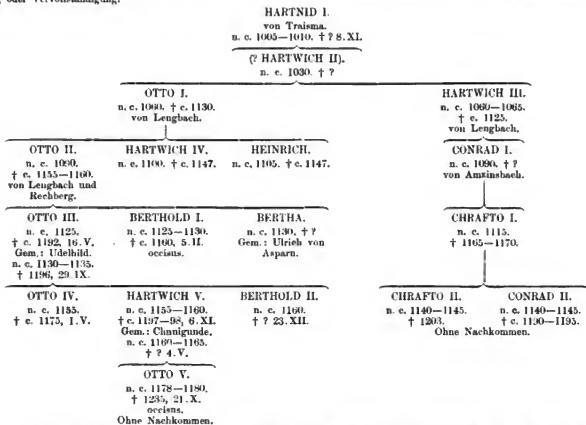 oder Vervollständigung.
HARTNID I.
von Traisma.
n. c. 1005—1010. † ? 8.XI.
(? HARTWICH II).
n. c. 1030. † ?
OTTO I.
n. c. 1060. † c. 1130.
von Lengbach.
HARTWICH III.
n. c. 1060—1065.
† c. 1125.
von Lengbach.
OTTO II.
n. c. 1090.
† c. 1155—1160.
von Lengbach und
Rechberg.
HARTWICH IV.
n. c. 1100. † c. 1147.
HEINRICH.
n. c. 1105. † c. 1147.
CONRAD I.
n. c. 1090. † ?
von Amzinsbach.
OTTO III.
n. c. 1125.
† c. 1192, 16.V.
Gem.: Udelhild.
n. c. 1130—1135.
† 1196, 29.IX.
BERTHOLD I.
n. c. 1125—1130.
† c. 1160, 5.II.
occisus.
BERTHA.
n. c. 1130. † ?
Gem.: Ulrich von
Asparn.
CHRAFTO I.
n. c. 1115.
† 1165—1170.
OTTO IV.
n. c. 1155.
† c. 1175, 1.V.
HARTWICH V.
n. c. 1155—1160.
† c. 1197—98, 6.XI.
Gem.: Chunigunde.
n. c. 1160—1165.
† ? 4.V.
BERTHOLD II.
n. c. 1160.
† ? 23.XII.
CHRAFTO II.
n. c. 1140—1145.
† 1203.
CONRAD II.
n. c. 1140—1145.
† c. 1190—1195.
Ohne Nachkommen.
OTTO V.
n. c. 1178—1180.
† 1235, 21.X.
occisus.
Ohne Nachkommen.